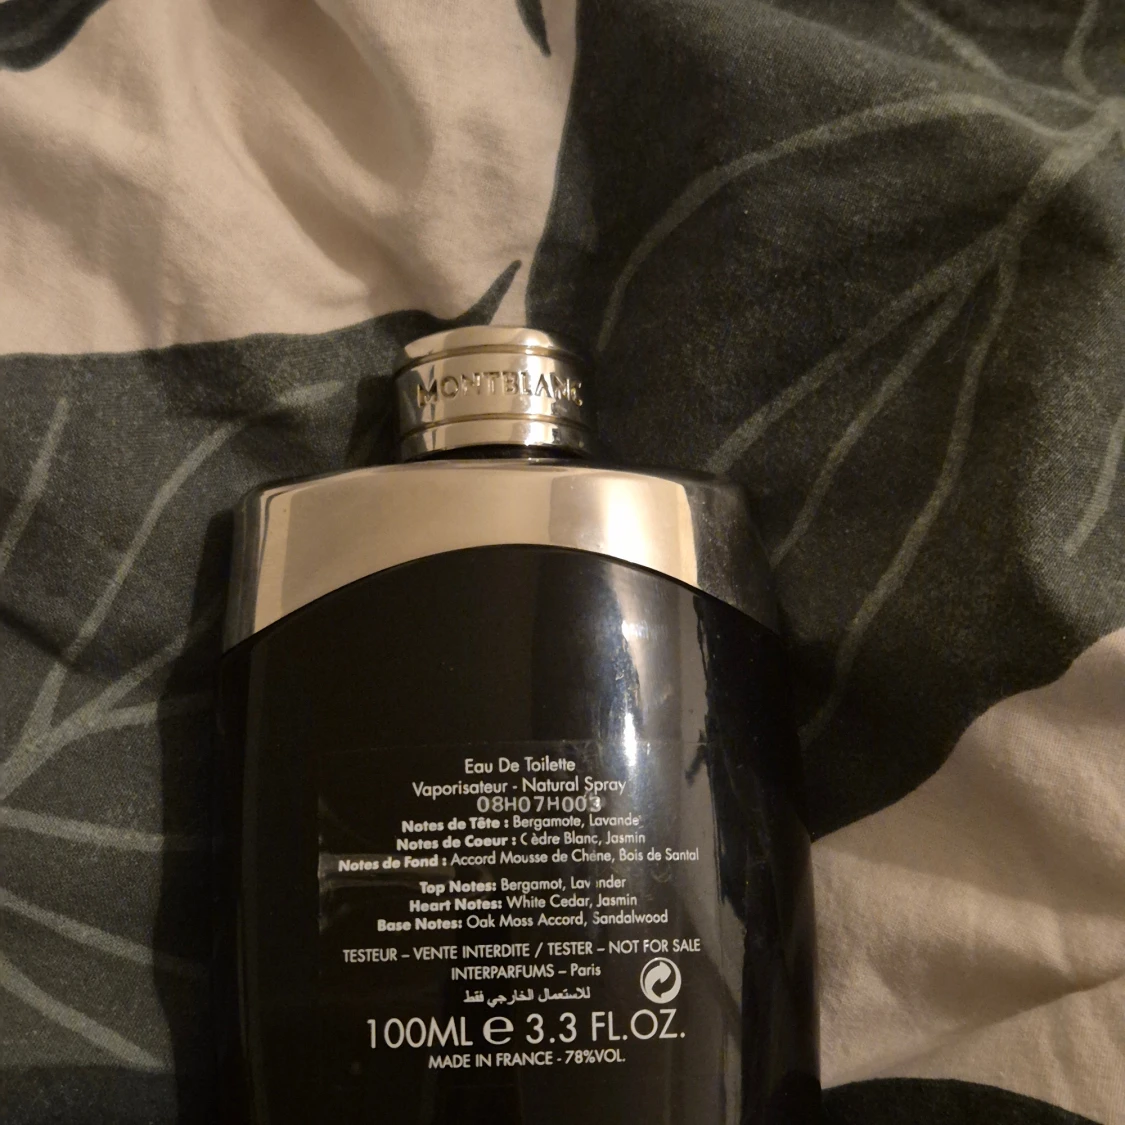 MONTBLANC
Eau De Toilette
Vaporisateur - Natural Spray
08H07H003
Notes de Tête : Bergamote, Lavande
Notes de Coeur : Cèdre Blanc, Jasmin
Notes de Fond : Accord Mousse de Chêne, Bois de Santal
Top Notes: Bergamot, Lavender
Heart Notes: White Cedar, Jasmin
Base Notes: Oak Moss Accord, Sandalwood
TESTEUR – VENTE INTERDITE / TESTER – NOT FOR SALE
INTERPARFUMS – Paris
للاستعمال الخارجي فقط
100ML ℮ 3.3 FL.OZ.
MADE IN FRANCE - 78%VOL.